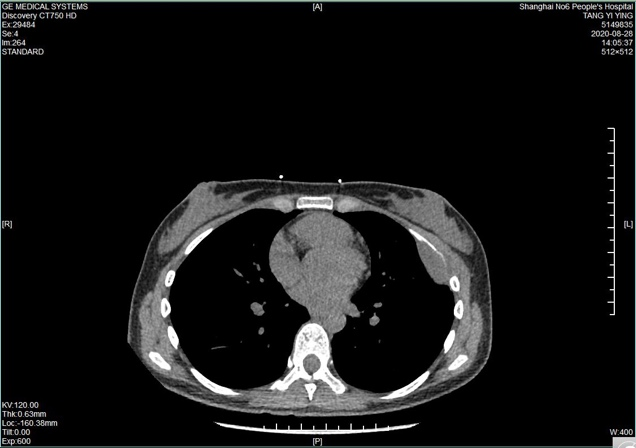 GE MEDICAL SYSTEMS
Discovery CT750 HD
Ex:29484
Se:4
Im:264
STANDARD
[A]
Shanghai No6 People's Hospital
TANG YI YING
5149835
2020-08-28
14:05:37
512×512
[R]
[L]
KV:120.00
Thk:0.63mm
Loc:-160.38mm
Tilt:0.00
Exp:600
[P]
W:400